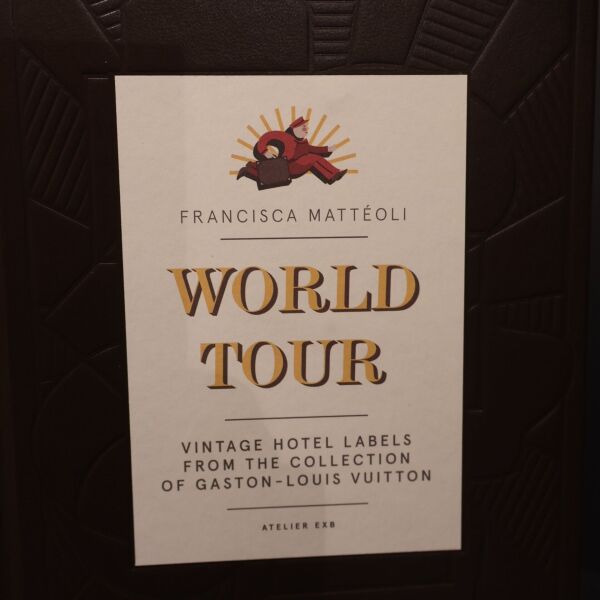 FRANCISCA MATTÉOLI
WORLD
TOUR
VINTAGE HOTEL LABELS
FROM THE COLLECTION
OF GASTON-LOUIS VUITTON
ATELIER EXB